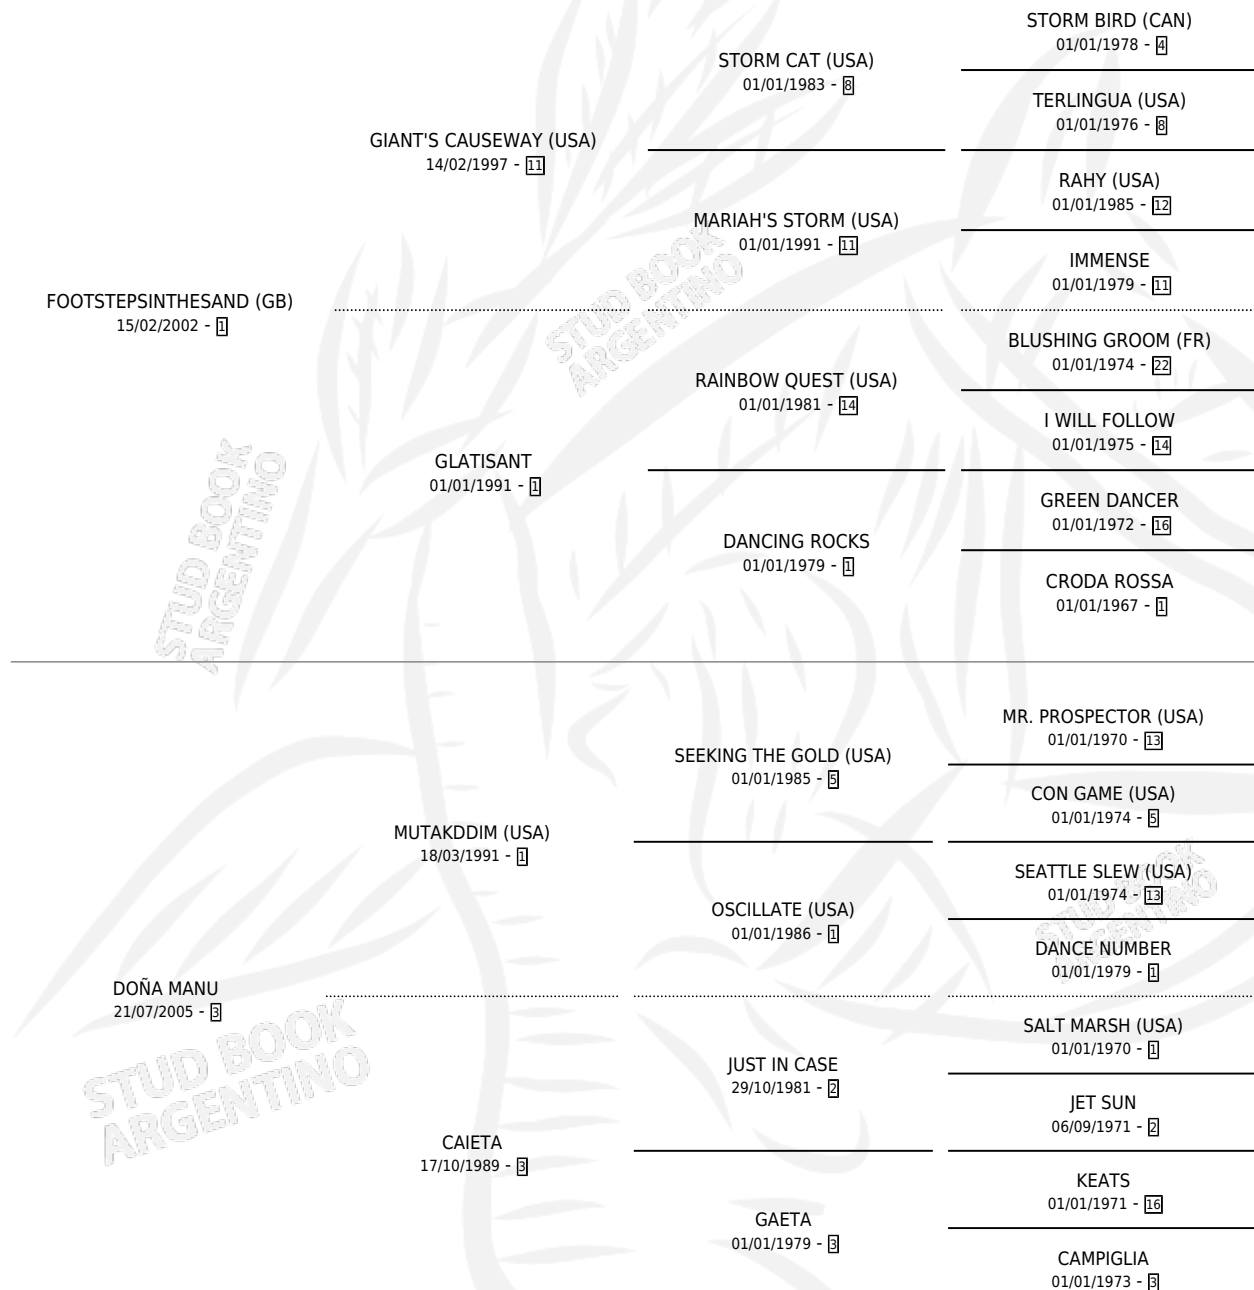 STORM BIRD (CAN)
01/01/1978 - 4
STORM CAT (USA)
01/01/1983 - 8
TERLINGUA (USA)
01/01/1976 - 8
GIANT'S CAUSEWAY (USA)
14/02/1997 - 11
RAHY (USA)
01/01/1985 - 12
MARIAH'S STORM (USA)
01/01/1991 - 11
IMMENSE
01/01/1979 - 11
FOOTSTEPSINTHESAND (GB)
15/02/2002 - 1
BLUSHING GROOM (FR)
01/01/1974 - 22
RAINBOW QUEST (USA)
01/01/1981 - 14
I WILL FOLLOW
01/01/1975 - 14
GLATISANT
01/01/1991 - 1
GREEN DANCER
01/01/1972 - 16
DANCING ROCKS
01/01/1979 - 1
CRODA ROSSA
01/01/1967 - 1
MR. PROSPECTOR (USA)
01/01/1970 - 13
SEEKING THE GOLD (USA)
01/01/1985 - 5
CON GAME (USA)
01/01/1974 - 5
MUTAKDDIM (USA)
18/03/1991 - 1
SEATTLE SLEW (USA)
01/01/1974 - 13
OSCILLATE (USA)
01/01/1986 - 1
DANCE NUMBER
01/01/1979 - 1
DOÑA MANU
21/07/2005 - 3
SALT MARSH (USA)
01/01/1970 - 1
JUST IN CASE
29/10/1981 - 2
JET SUN
06/09/1971 - 2
CAIETA
17/10/1989 - 3
KEATS
01/01/1971 - 16
GAETA
01/01/1979 - 3
CAMPIGLIA
01/01/1973 - 3
STUD BOOK
ARGENTINO
STUD BOOK
ARGENTINO
STUD BOOK
ARGENTINO
STUD BOOK
ARGENTINO